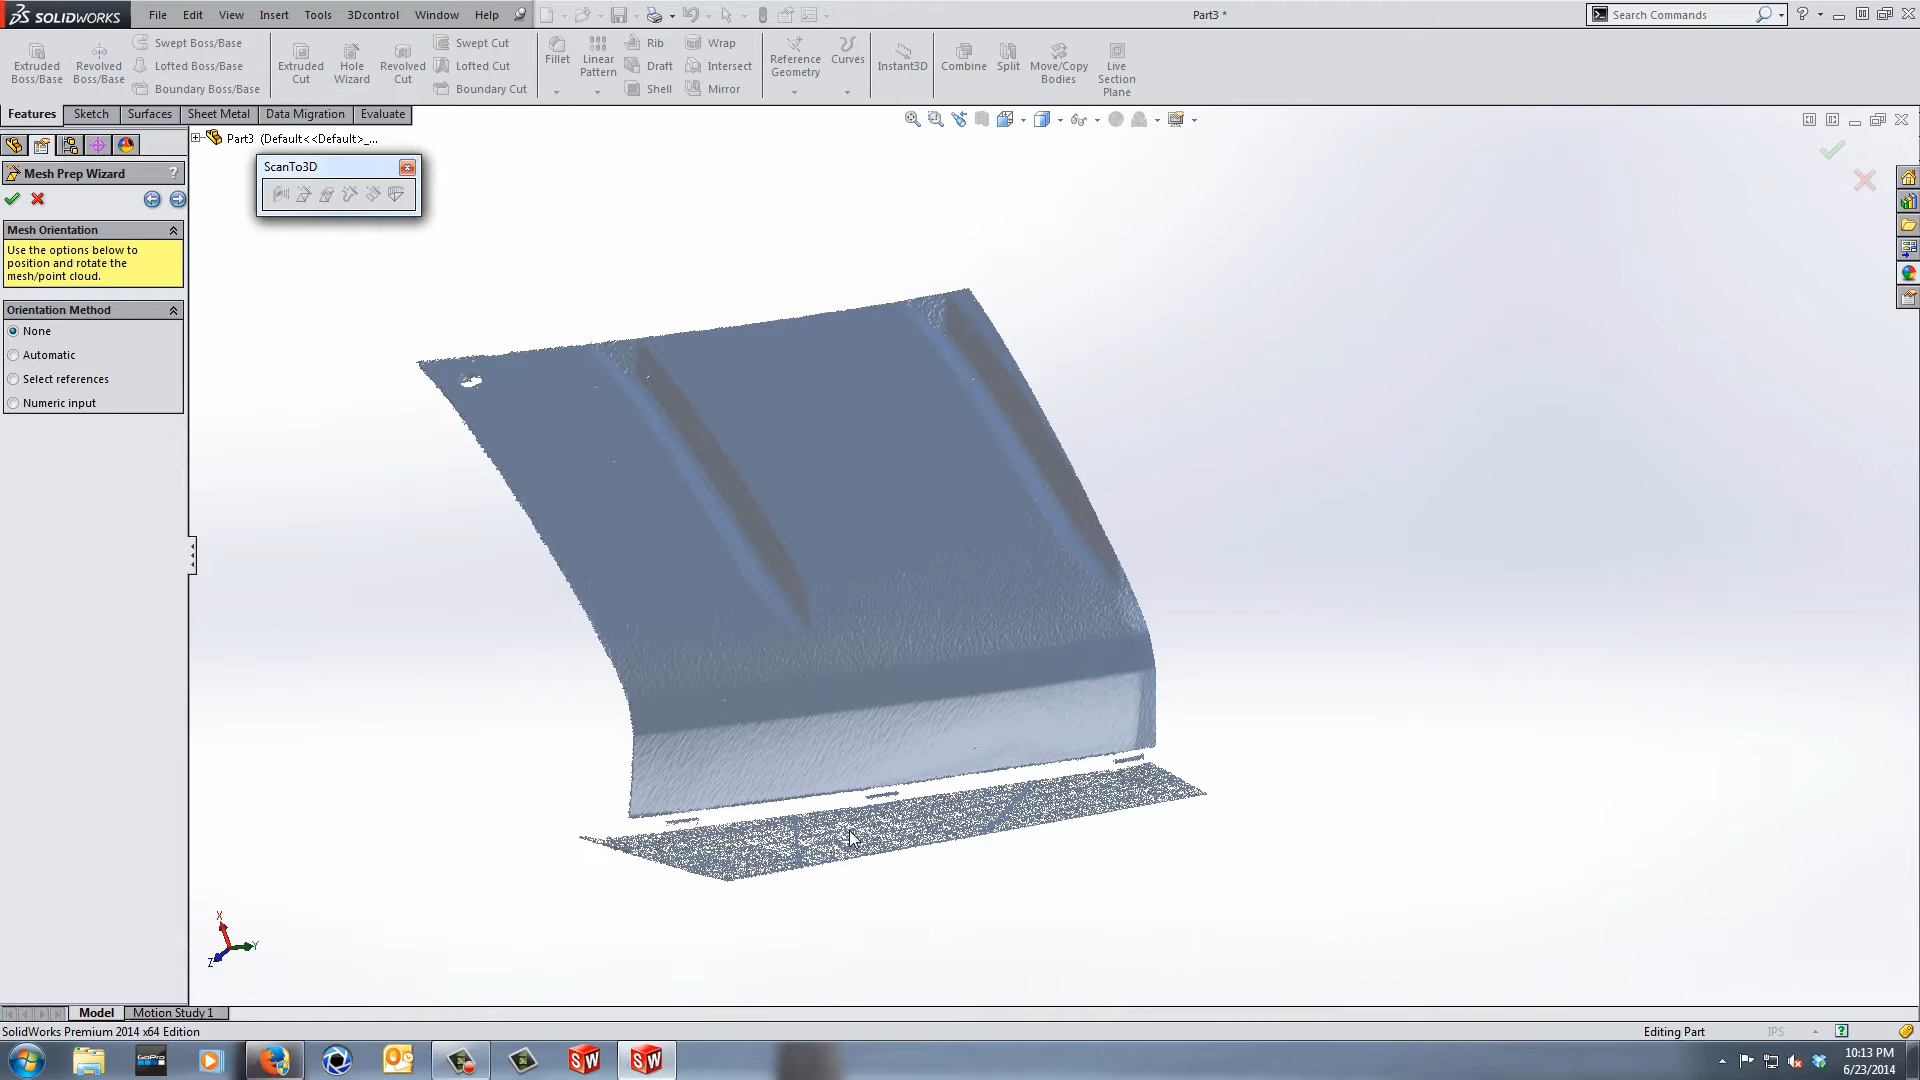 SOLIDWORKS File Edit View Insert Tools 3Dcontrol Window Help Part3 * Search Commands
Extruded Boss/Base
Revolved Boss/Base
Swept Boss/Base
Lofted Boss/Base
Boundary Boss/Base
Extruded Cut
Hole Wizard
Revolved Cut
Swept Cut
Lofted Cut
Boundary Cut
Fillet
Linear Pattern
Rib
Draft
Shell
Wrap
Intersect
Mirror
Reference Geometry
Curves
Instant3D
Combine
Split
Move/Copy Bodies
Live Section Plane
Features Sketch Surfaces Sheet Metal Data Migration Evaluate
Part3 (Default<<Default>_...
ScanTo3D
Mesh Prep Wizard ?
Mesh Orientation
Use the options below to
position and rotate the
mesh/point cloud.
Orientation Method
None
Automatic
Select references
Numeric input
X
Y
Z
Model Motion Study 1
SolidWorks Premium 2014 x64 Edition Editing Part IPS
GoPro SW SW
10:13 PM
6/23/2014